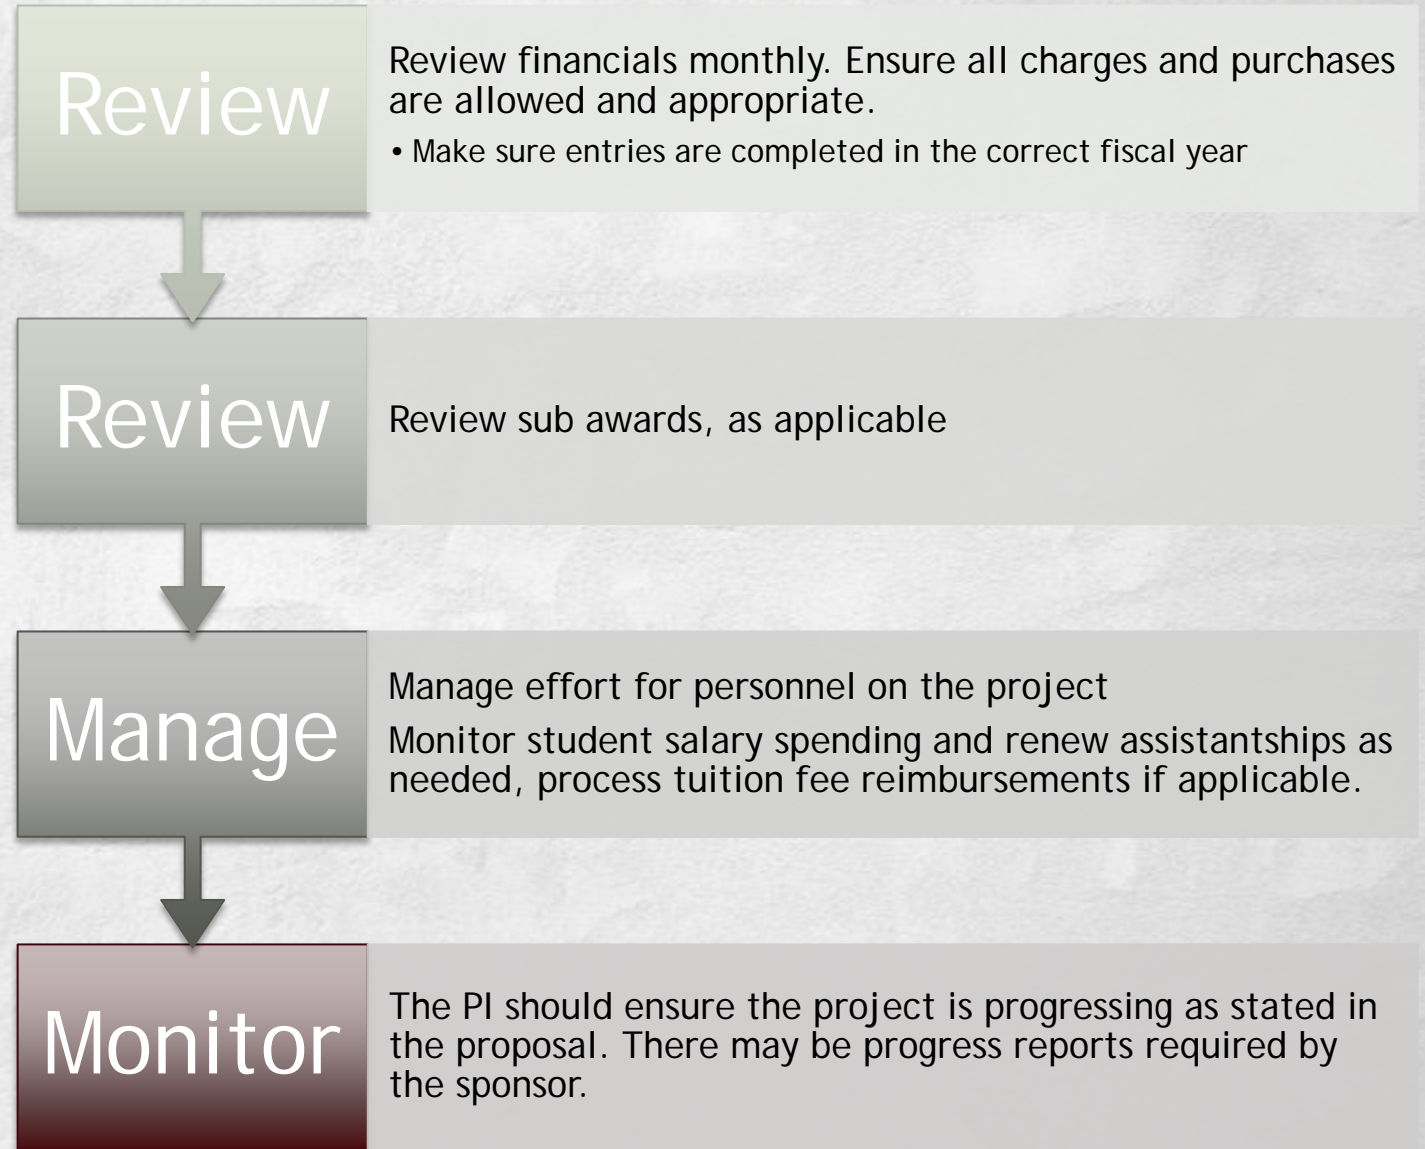 Review
Review financials monthly. Ensure all charges and purchases
are allowed and appropriate.
• Make sure entries are completed in the correct fiscal year
Review
Review sub awards, as applicable
Manage
Manage effort for personnel on the project
Monitor student salary spending and renew assistantships as
needed, process tuition fee reimbursements if applicable.
Monitor
The PI should ensure the project is progressing as stated in
the proposal. There may be progress reports required by
the sponsor.